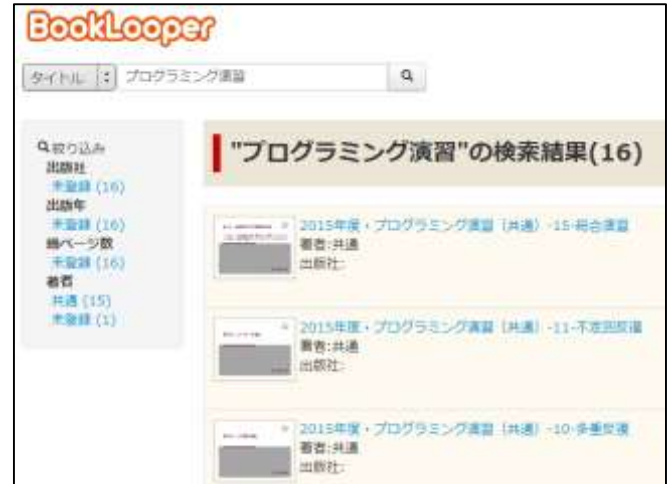 BookLooper
タイトル プログラミング演習
絞り込み
出版社
未登録 (16)
出版年
未登録 (16)
総ページ数
未登録 (16)
著者
共通 (15)
未登録 (1)
"プログラミング演習"の検索結果(16)
2015年度・プログラミング演習（共通）-15-総合演習
著者:共通
出版社:
2015年度・プログラミング演習（共通）-11-不定回反復
著者:共通
出版社:
2015年度・プログラミング演習（共通）-10-多重反復
著者:共通
出版社: